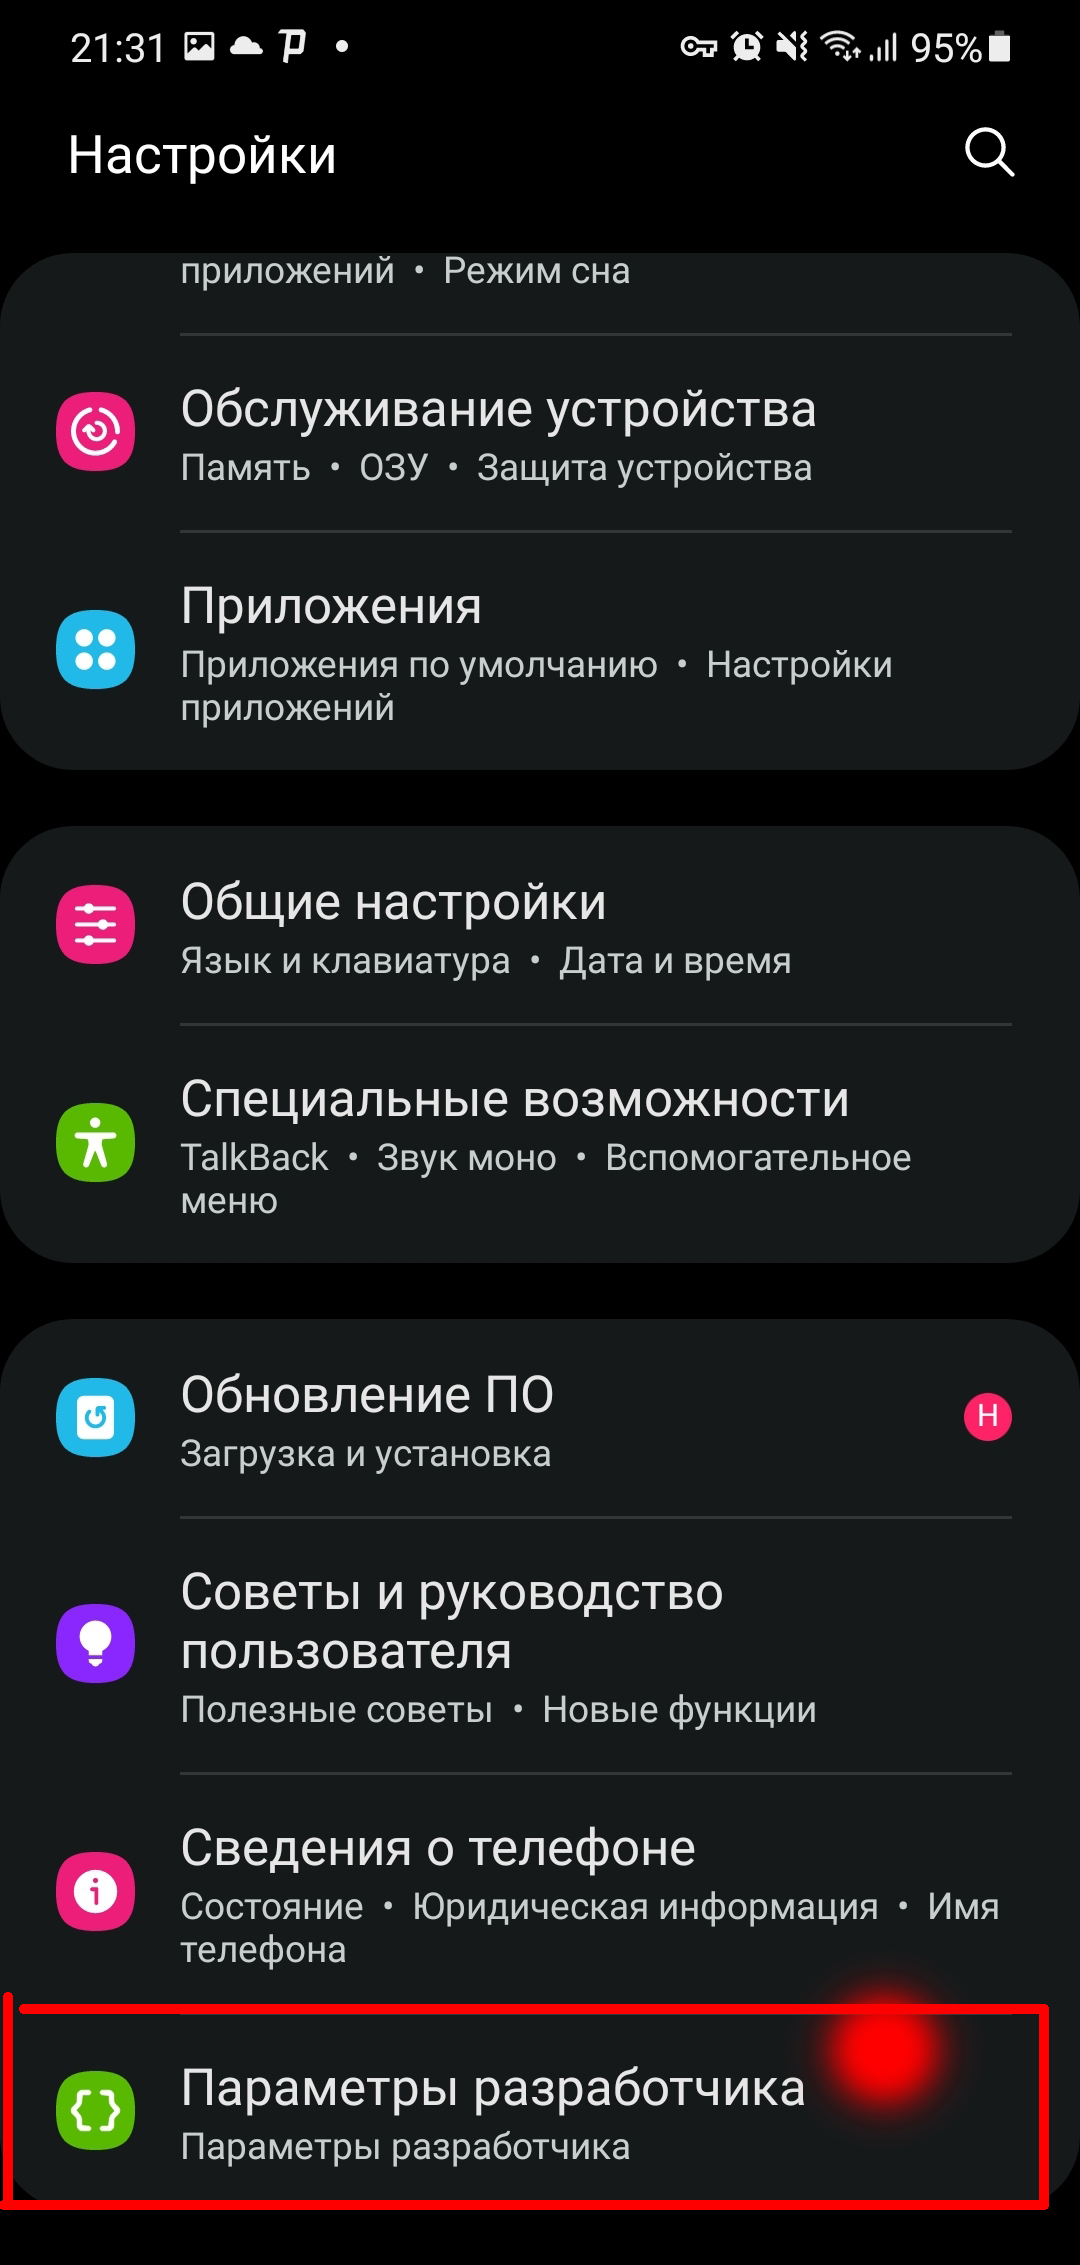 21:31 95%
Настройки
приложений • Режим сна
Обслуживание устройства
Память • ОЗУ • Защита устройства
Приложения
Приложения по умолчанию • Настройки
приложений
Общие настройки
Язык и клавиатура • Дата и время
Специальные возможности
TalkBack • Звук моно • Вспомогательное
меню
Обновление ПО
Н
Загрузка и установка
Советы и руководство
пользователя
Полезные советы • Новые функции
Сведения о телефоне
Состояние • Юридическая информация • Имя
телефона
Параметры разработчика
Параметры разработчика